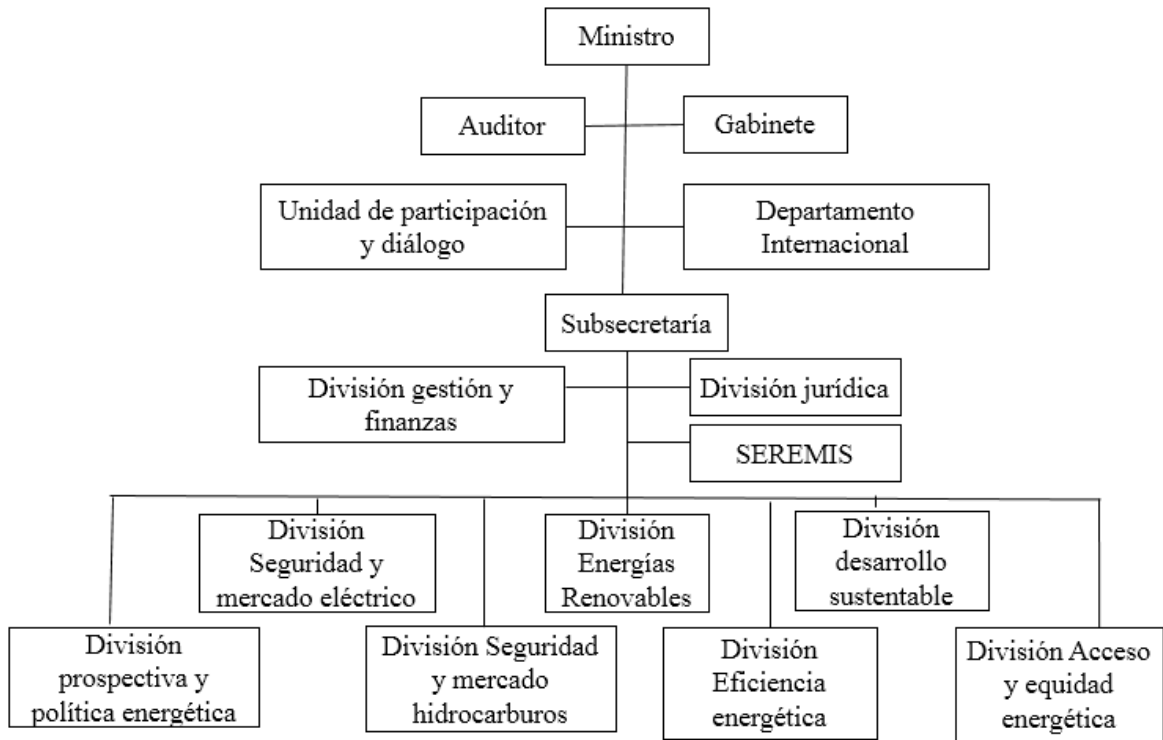 Ministro
Auditor
Gabinete
Unidad de participación
y diálogo
Departamento
Internacional
Subsecretaría
División gestión y
finanzas
División jurídica
SEREMIS
División
Seguridad y
mercado eléctrico
División
Energías
Renovables
División
desarrollo
sustentable
División
prospectiva y
política energética
División Seguridad
y mercado
hidrocarburos
División
Eficiencia
energética
División Acceso
y equidad
energética